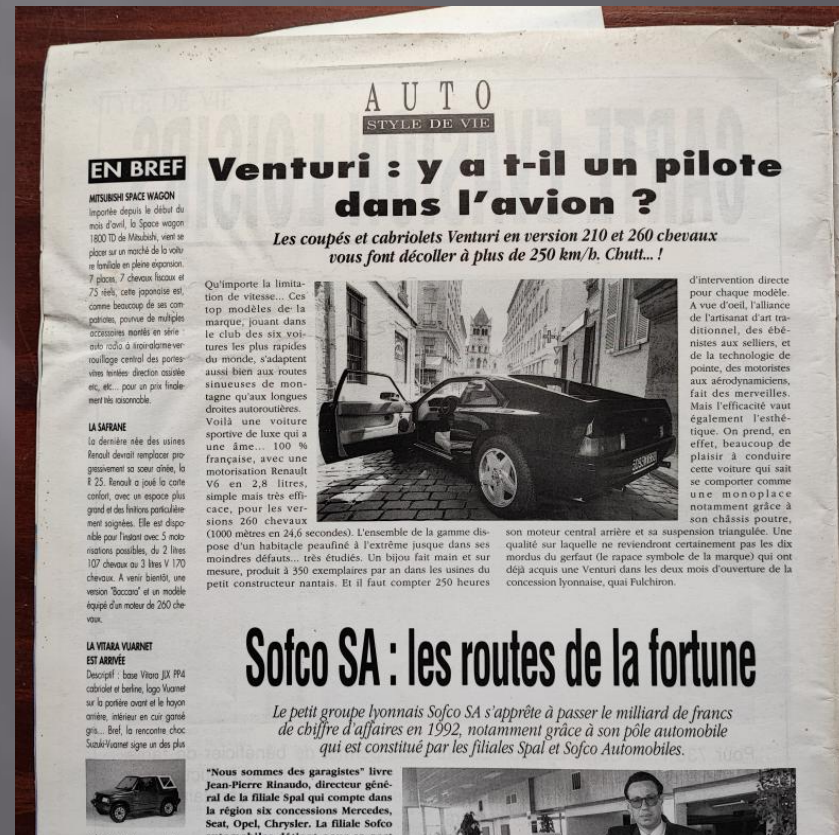 AUTO
STYLE DE VIE
EN BREF
MITSUBISHI SPACE WAGON
Importée depuis le début du
mois d'avril, la Space wagon
1800 TD de Mitsubishi, vient se
placer sur un marché de la voitu-
re familiale en pleine expansion.
7 places, 7 chevaux fiscaux et
75 réels, cette japonaise est,
comme beaucoup de ses com-
patriotes, pourvue de multiples
accessoires montés en série :
auto radio à tiroir-alarme-ver-
rouillage central des portes-
vitres teintées direction assistée
etc, etc... pour un prix finale-
ment très raisonnable.
LA SAFRANE
La dernière née des usines
Renault devrait remplacer pro-
gressivement sa soeur aînée, la
R 25. Renault a joué la carte
confort, avec un espace plus
grand et des finitions particulière-
ment soignées. Elle est dispo-
nible pour l'instant avec 5 moto-
risations possibles, du 2 litres
107 chevaux au 3 litres V 170
chevaux. A venir bientôt, une
version "Baccara" et un modèle
équipé d'un moteur de 260 che-
vaux.
LA VITARA VUARNET
EST ARRIVÉE
Descriptif : base Vitara JLX PP4
cabriolet et berline, logo Vuarnet
sur la portière avant et le hayon
arrière, intérieur en cuir gansé
gris... Bref, la rencontre choc
Suzuki-Vuarnet signe un des plus
Venturi : y a t-il un pilote
dans l'avion ?
Les coupés et cabriolets Venturi en version 210 et 260 chevaux
vous font décoller à plus de 250 km/h. Chutt... !
Qu'importe la limita-
tion de vitesse... Ces
top modèles de la
marque, jouant dans
le club des six voi-
tures les plus rapides
du monde, s'adaptent
aussi bien aux routes
sinueuses de mon-
tagne qu'aux longues
droites autoroutières.
Voilà une voiture
sportive de luxe qui a
une âme... 100 %
française, avec une
motorisation Renault
V6 en 2,8 litres,
simple mais très effi-
cace, pour les ver-
sions 260 chevaux
(1000 mètres en 24,6 secondes). L'ensemble de la gamme dis-
pose d'un habitacle peaufiné à l'extrême jusque dans ses
moindres défauts... très étudiés. Un bijou fait main et sur
mesure, produit à 350 exemplaires par an dans les usines du
petit constructeur nantais. Et il faut compter 250 heures
d'intervention directe
pour chaque modèle.
A vue d'oeil, l'alliance
de l'artisanat d'art tra-
ditionnel, des ébé-
nistes aux selliers, et
de la technologie de
pointe, des motoristes
aux aérodynamiciens,
fait des merveilles.
Mais l'efficacité vaut
également l'esthé-
tique. On prend, en
effet, beaucoup de
plaisir à conduire
cette voiture qui sait
se comporter comme
une monoplace
notamment grâce à
son châssis poutre,
son moteur central arrière et sa suspension triangulée. Une
qualité sur laquelle ne reviendront certainement pas les dix
mordus du gerfaut (le rapace symbole de la marque) qui ont
déjà acquis une Venturi dans les deux mois d'ouverture de la
concession lyonnaise, quai Fulchiron.
Sofco SA : les routes de la fortune
Le petit groupe lyonnais Sofco SA s'apprête à passer le milliard de francs
de chiffre d'affaires en 1992, notamment grâce à son pôle automobile
qui est constitué par les filiales Spal et Sofco Automobiles.
"Nous sommes des garagistes" livre
Jean-Pierre Rinaudo, directeur géné-
ral de la filiale Spal qui compte dans
la région six concessions Mercedes,
Seat, Opel, Chrysler. La filiale Sofco